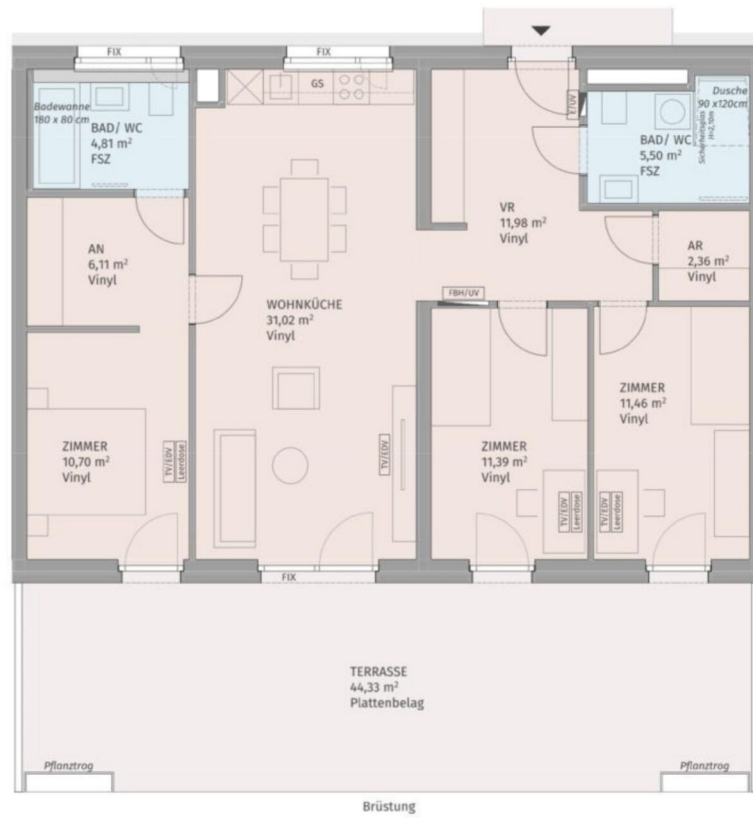 FIX
FIX
Badewanne
180 x 80 cm
BAD/ WC
4,81 m²
FSZ
GS
E/UV
Dusche
90 x120cm
Sicherheitsglas
H=2,10m
BAD/ WC
5,50 m²
FSZ
VR
11,98 m²
Vinyl
AN
6,11 m²
Vinyl
AR
2,36 m²
Vinyl
WOHNKÜCHE
31,02 m²
Vinyl
FBH/UV
ZIMMER
10,70 m²
Vinyl
TV/EDV
Leerdose
TV/EDV
ZIMMER
11,39 m²
Vinyl
TV/EDV
Leerdose
ZIMMER
11,46 m²
Vinyl
TV/EDV
Leerdose
FIX
TERRASSE
44,33 m²
Plattenbelag
Pflanztrog
Pflanztrog
Brüstung